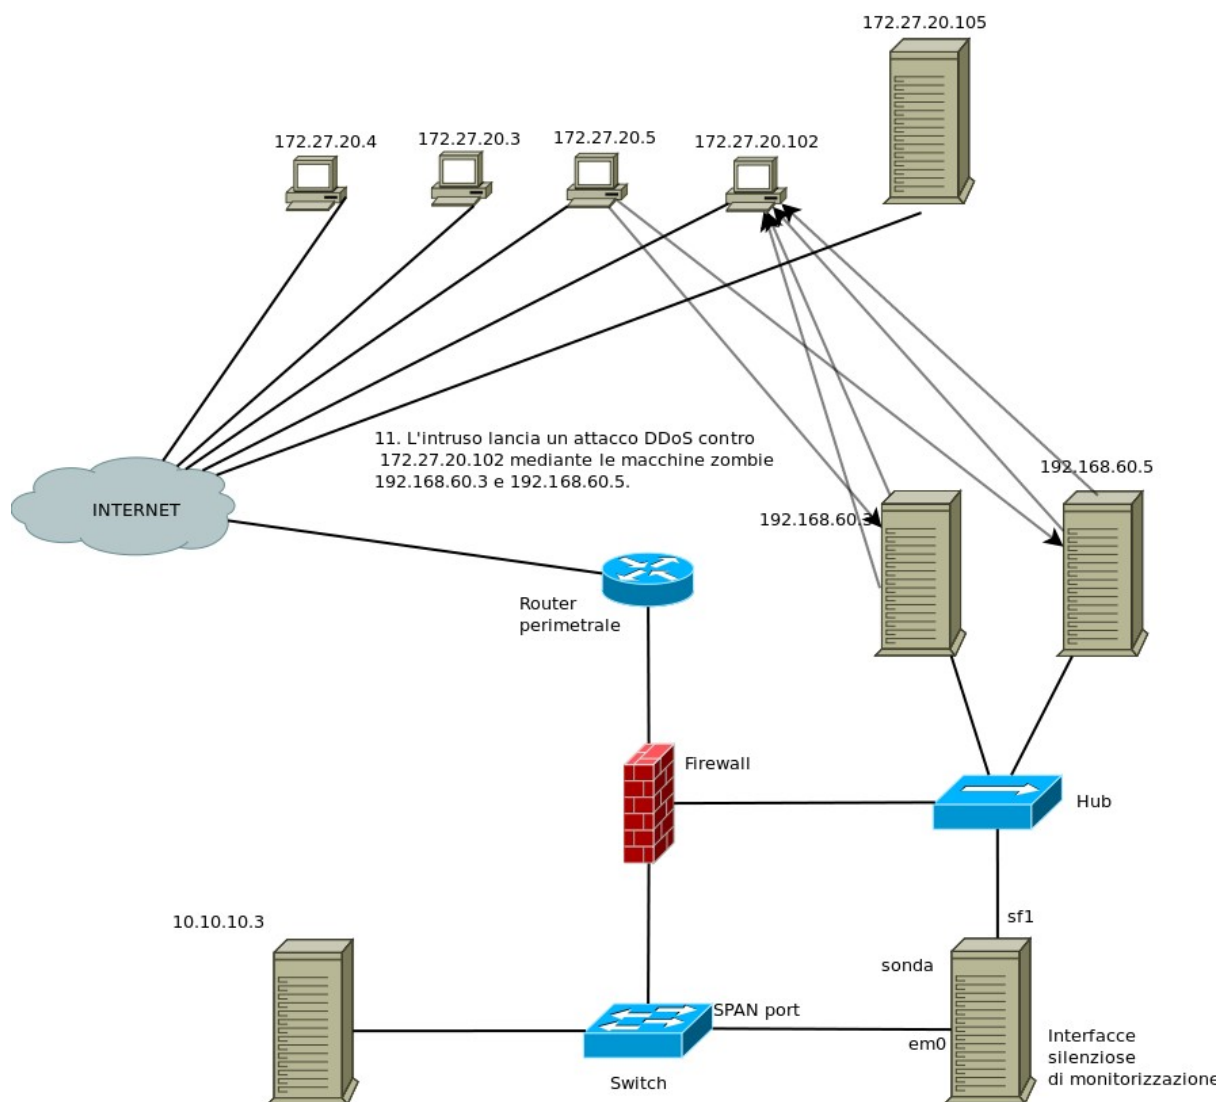 172.27.20.105
172.27.20.4
172.27.20.3
172.27.20.5
172.27.20.102
11. L'intruso lancia un attacco DDoS contro
172.27.20.102 mediante le macchine zombie
192.168.60.3 e 192.168.60.5.
192.168.60.5
INTERNET
192.168.60.3
Router
perimetrale
Firewall
Hub
10.10.10.3
sf1
sonda
SPAN port
em0
Interfacce
silenziose
di monitorizzazione
Switch